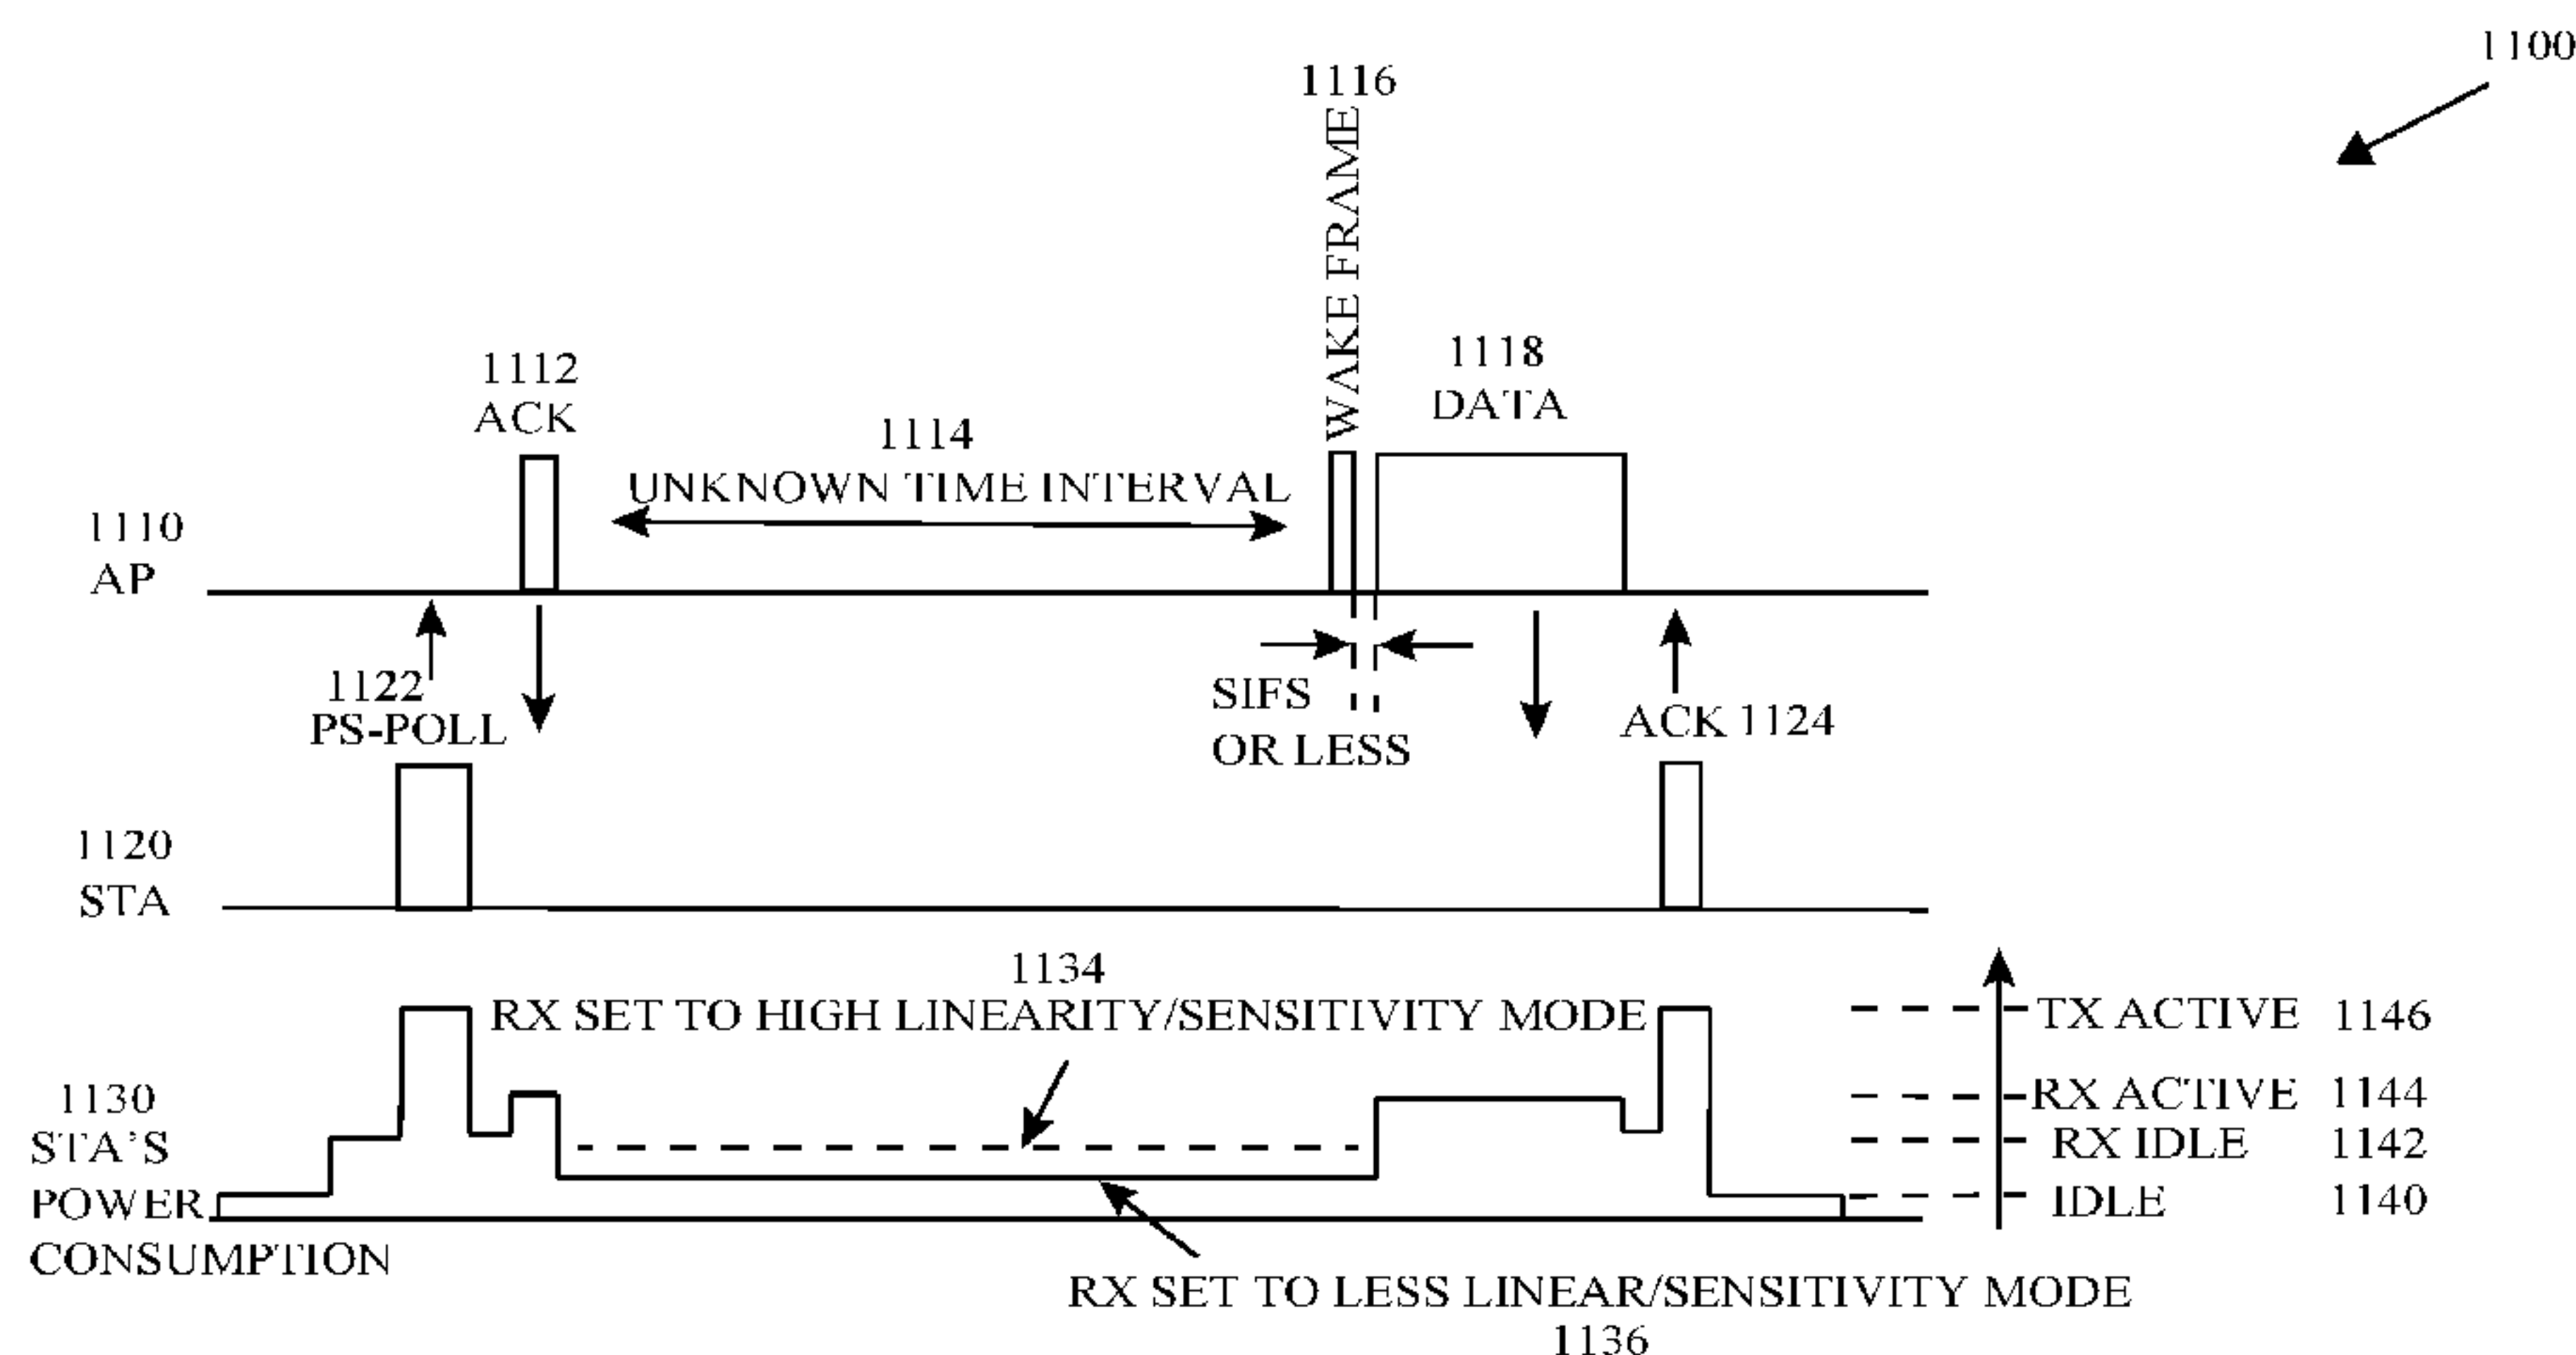 1100
1116
WAKE FRAME
1112
ACK
1118
DATA
1114
UNKNOWN TIME INTERVAL
1110
AP
1122
PS-POLL
SIFS
OR LESS
ACK 1124
1120
STA
1134
RX SET TO HIGH LINEARITY/SENSITIVITY MODE
TX ACTIVE 1146
RX ACTIVE 1144
RX IDLE 1142
IDLE 1140
1130
STA'S
POWER
CONSUMPTION
RX SET TO LESS LINEAR/SENSITIVITY MODE
1136